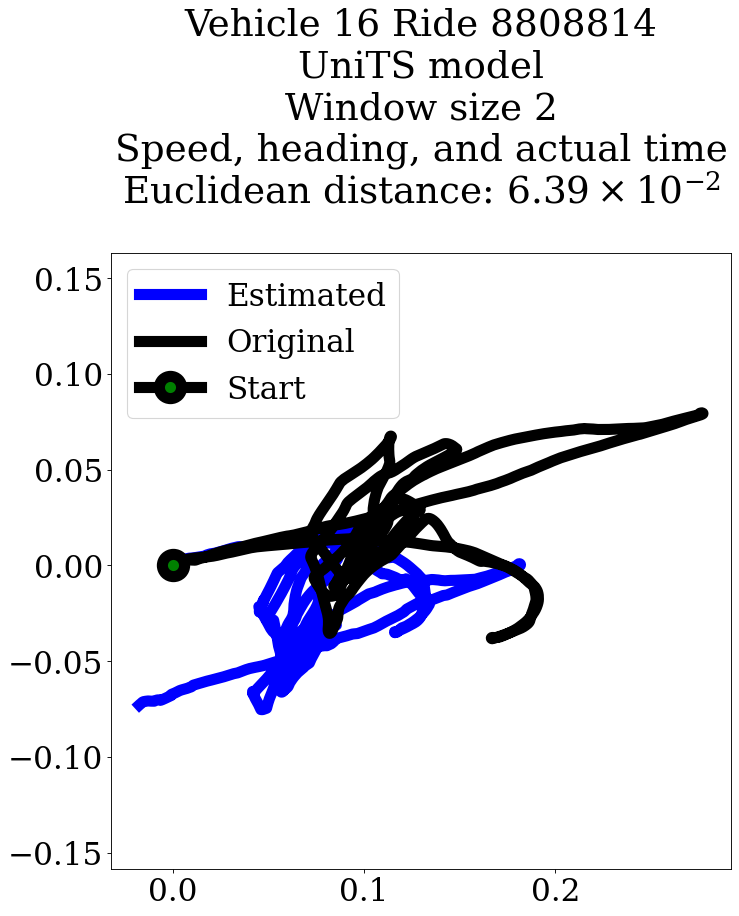 Vehicle 16 Ride 8808814
UniTS model
Window size 2
Speed, heading, and actual time
Euclidean distance: 6.39 × 10⁻²
Estimated
Original
Start
0.15
0.10
0.05
0.00
−0.05
−0.10
−0.15
0.0 0.1 0.2